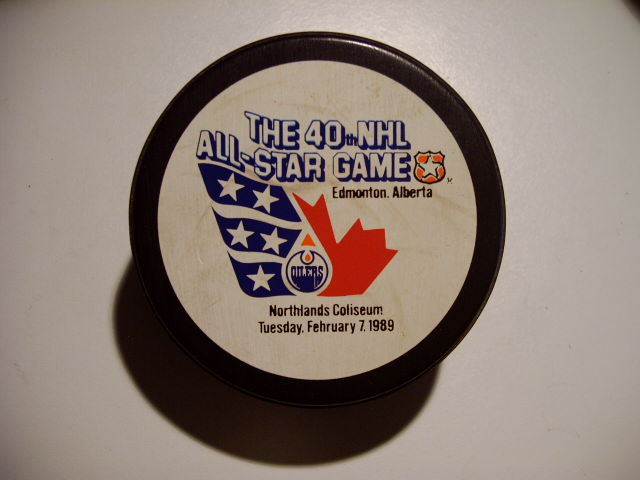 THE 40th NHL
ALL-STAR GAME
Edmonton, Alberta
OILERS
Northlands Coliseum
Tuesday, February 7, 1989